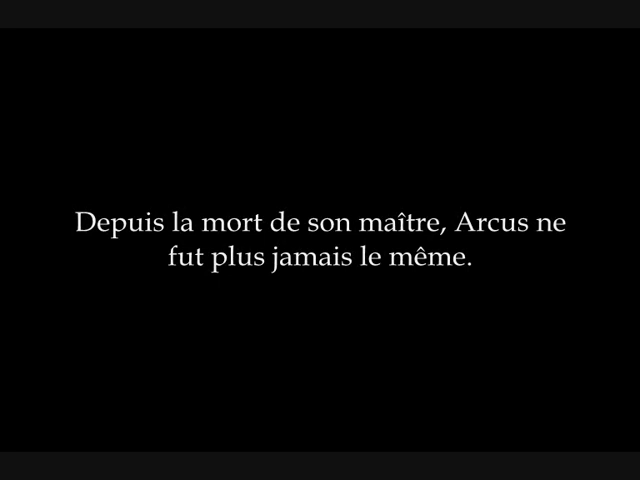 Depuis la mort de son maître, Arcus ne
fut plus jamais le même.